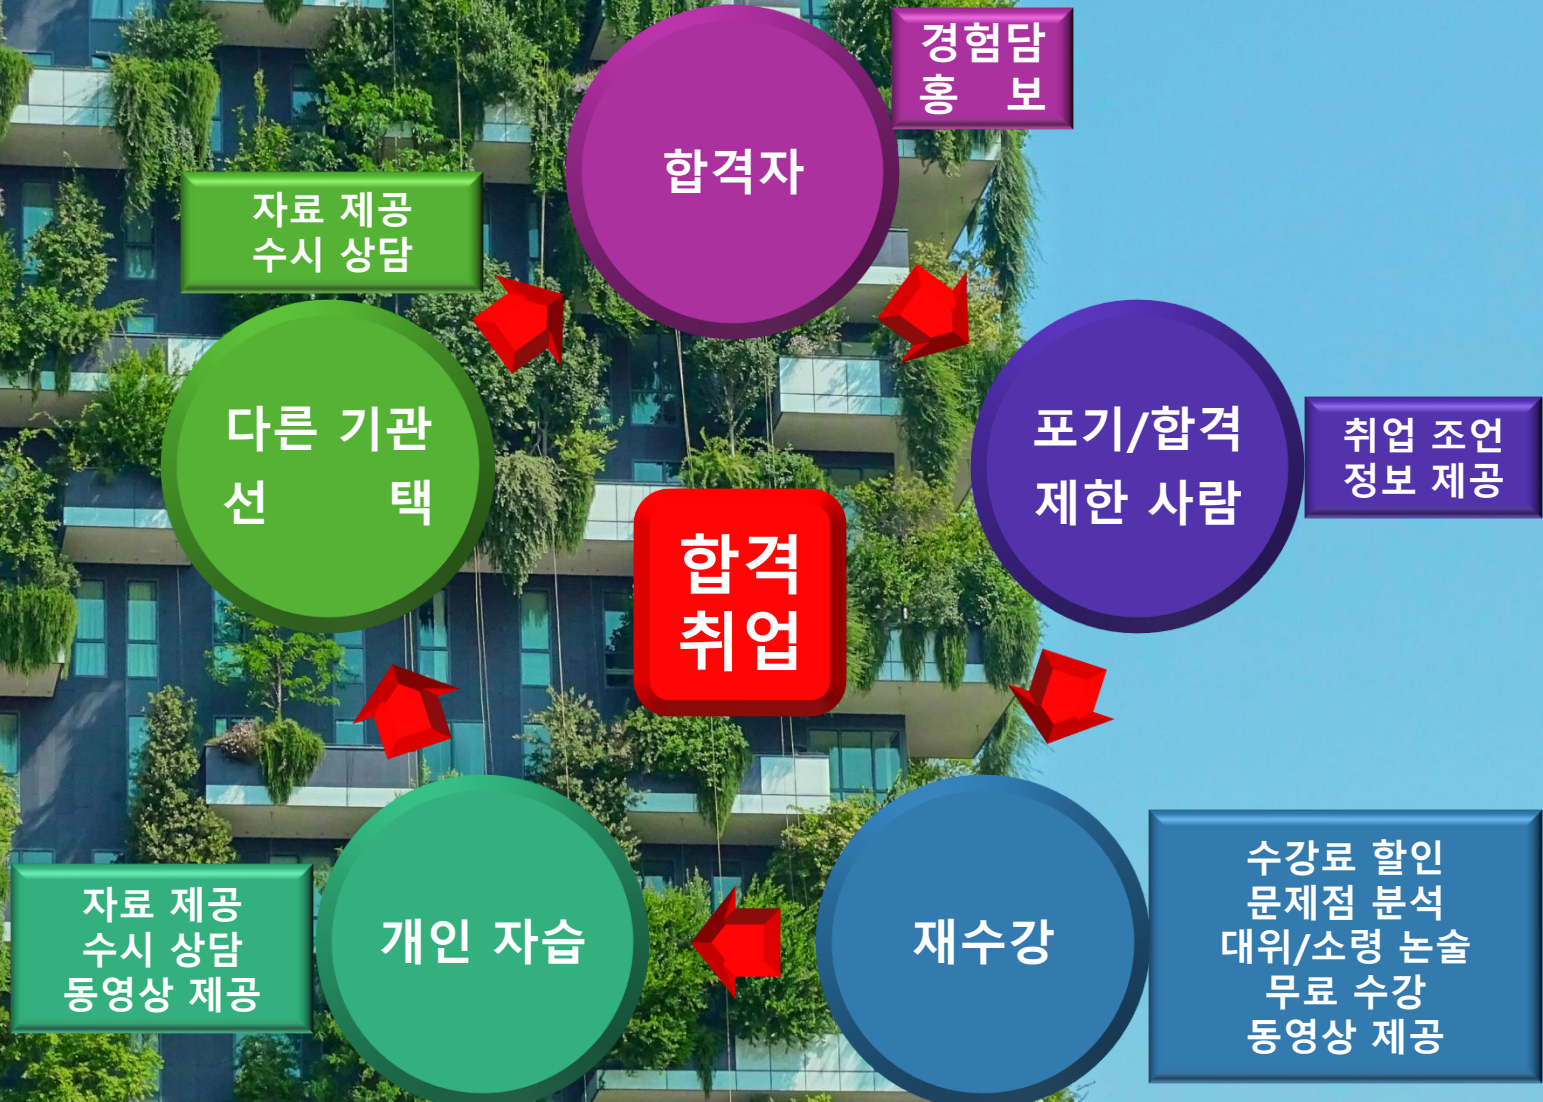 경험담
홍 보
합격자
자료 제공
수시 상담
다른 기관
선 택
포기/합격
제한 사람
취업 조언
정보 제공
합격
취업
개인 자습
자료 제공
수시 상담
동영상 제공
재수강
수강료 할인
문제점 분석
대위/소령 논술
무료 수강
동영상 제공